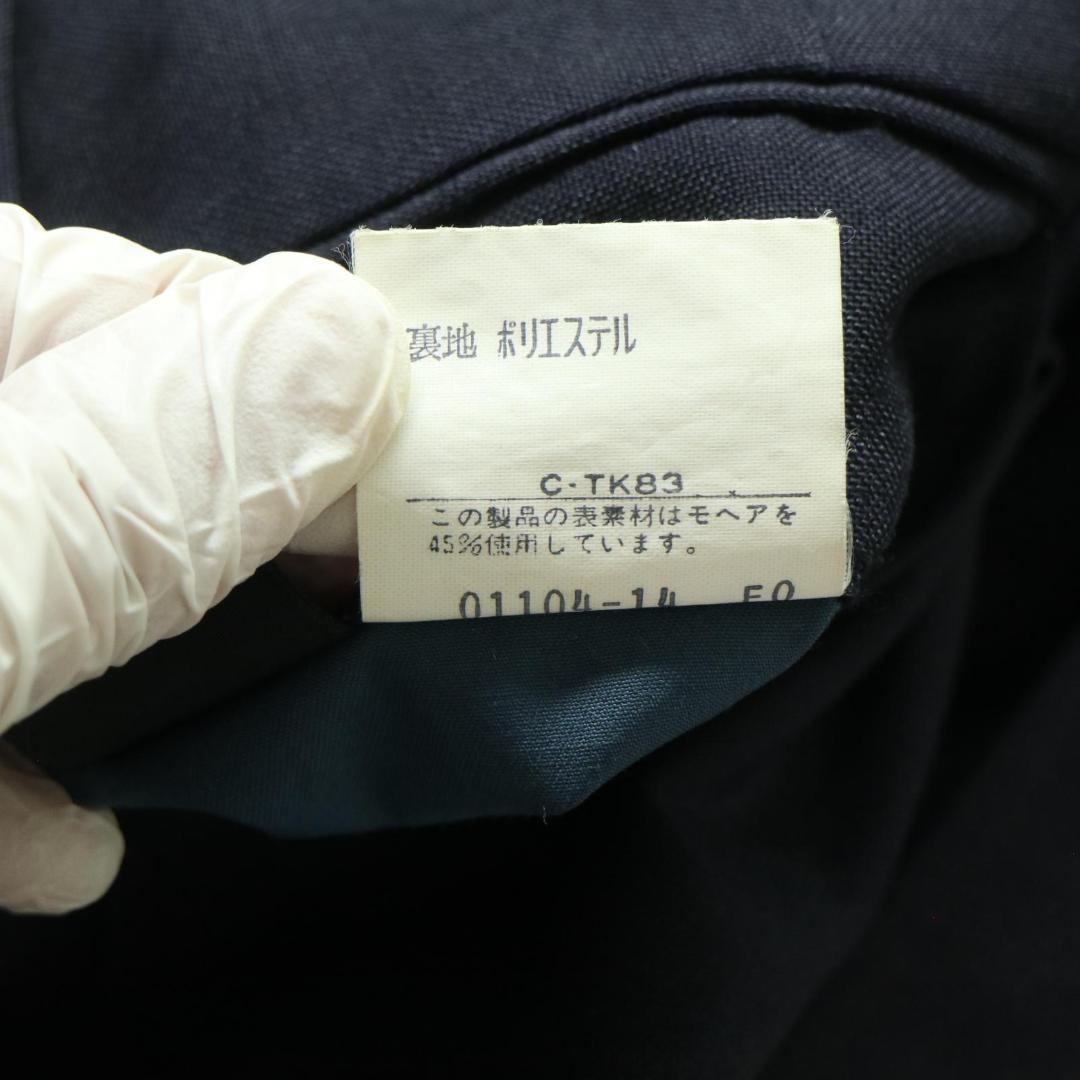 裏地 ポリエステル
C-TK83
この製品の表素材はモヘアを
45%使用しています。
01104-14 E0